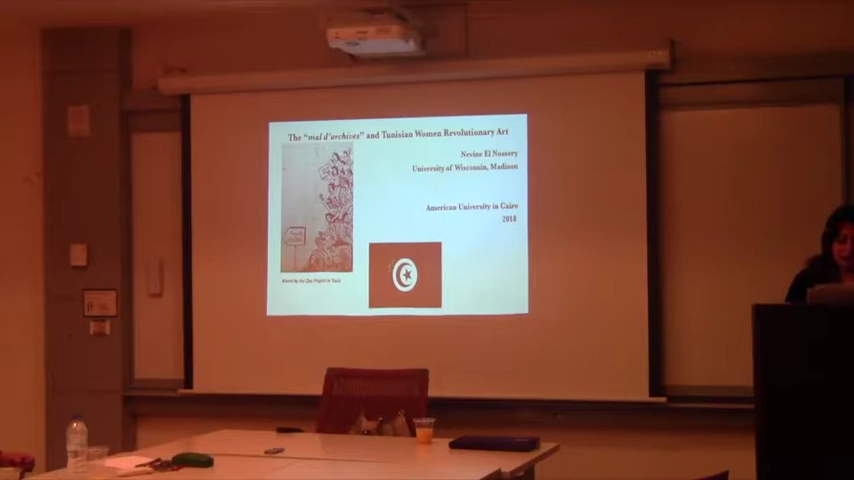 The "mal d'archives" and Tunisian Women Revolutionary Art
Nevine El Nossery
University of Wisconsin, Madison
American University in Cairo
2018